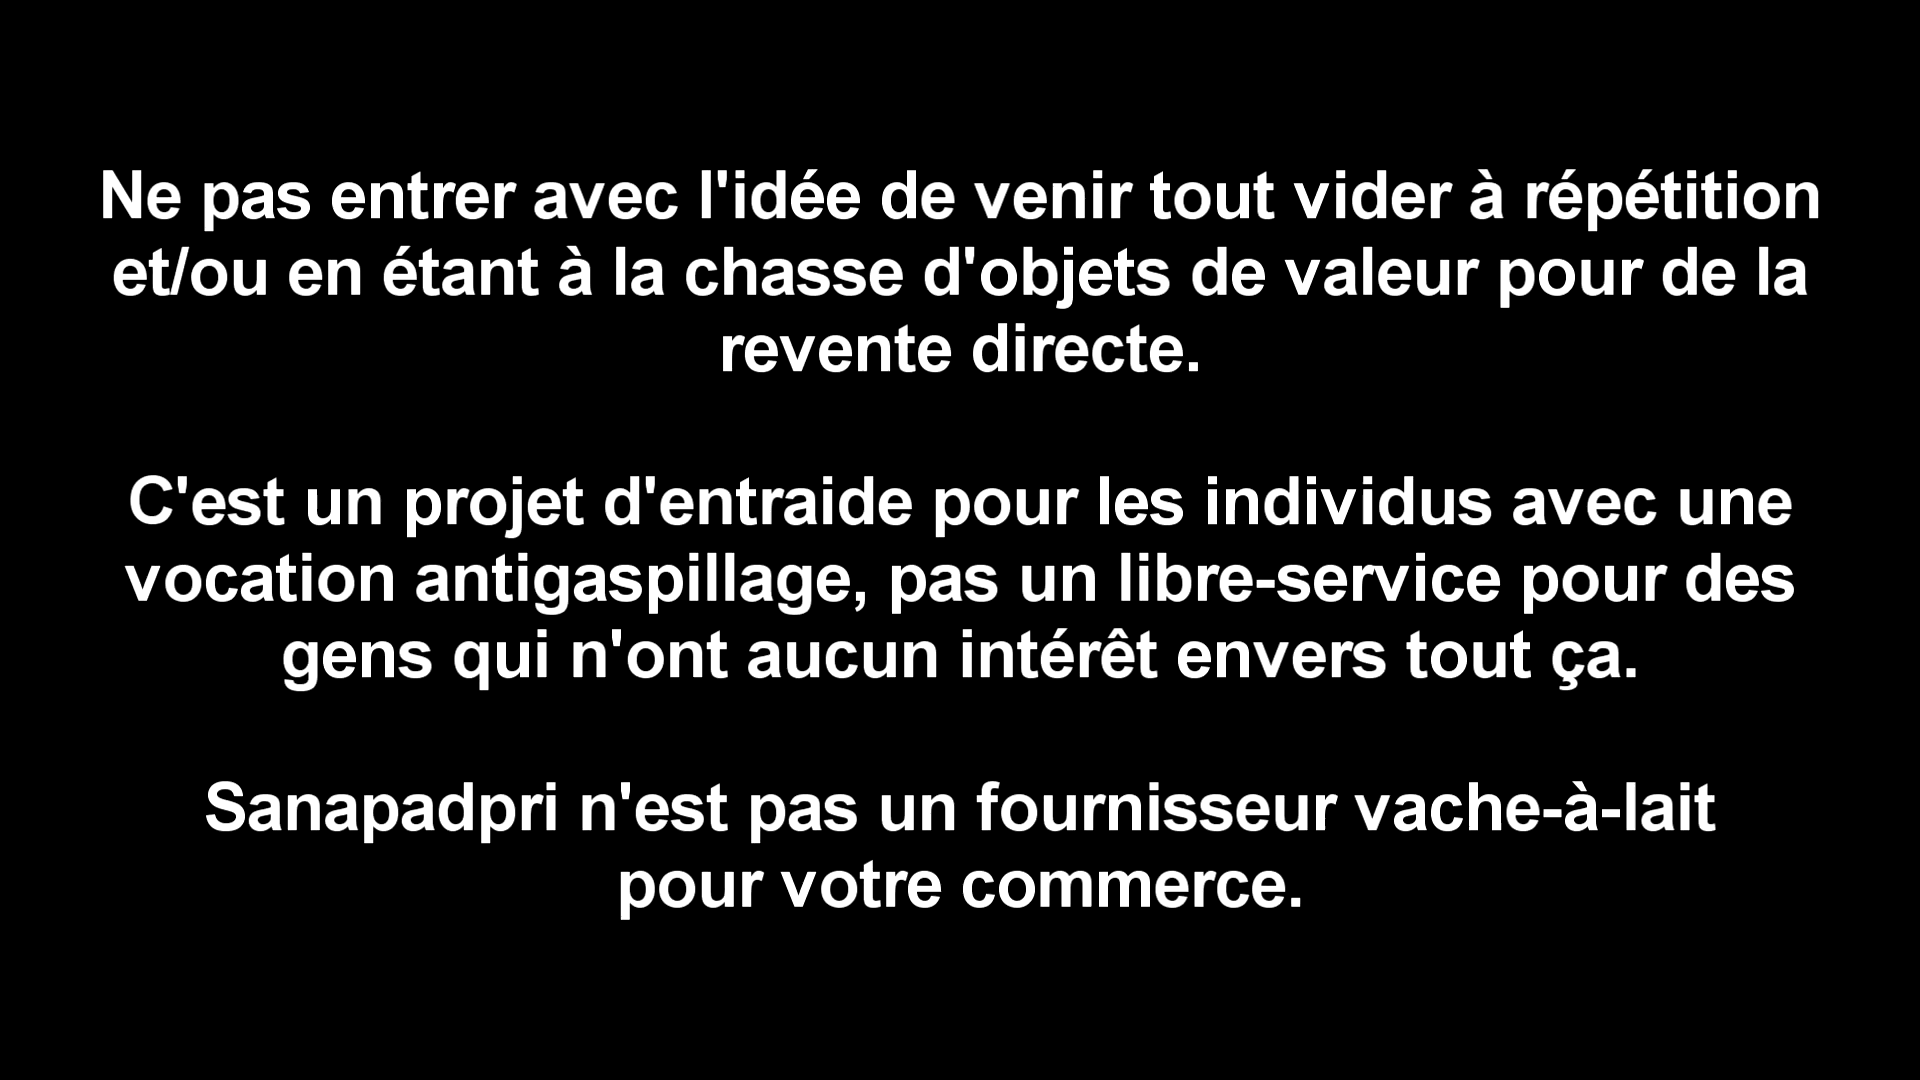 Ne pas entrer avec l'idée de venir tout vider à répétition
et/ou en étant à la chasse d'objets de valeur pour de la
revente directe.
C'est un projet d'entraide pour les individus avec une
vocation antigaspillage, pas un libre-service pour des
gens qui n'ont aucun intérêt envers tout ça.
Sanapadpri n'est pas un fournisseur vache-à-lait
pour votre commerce.